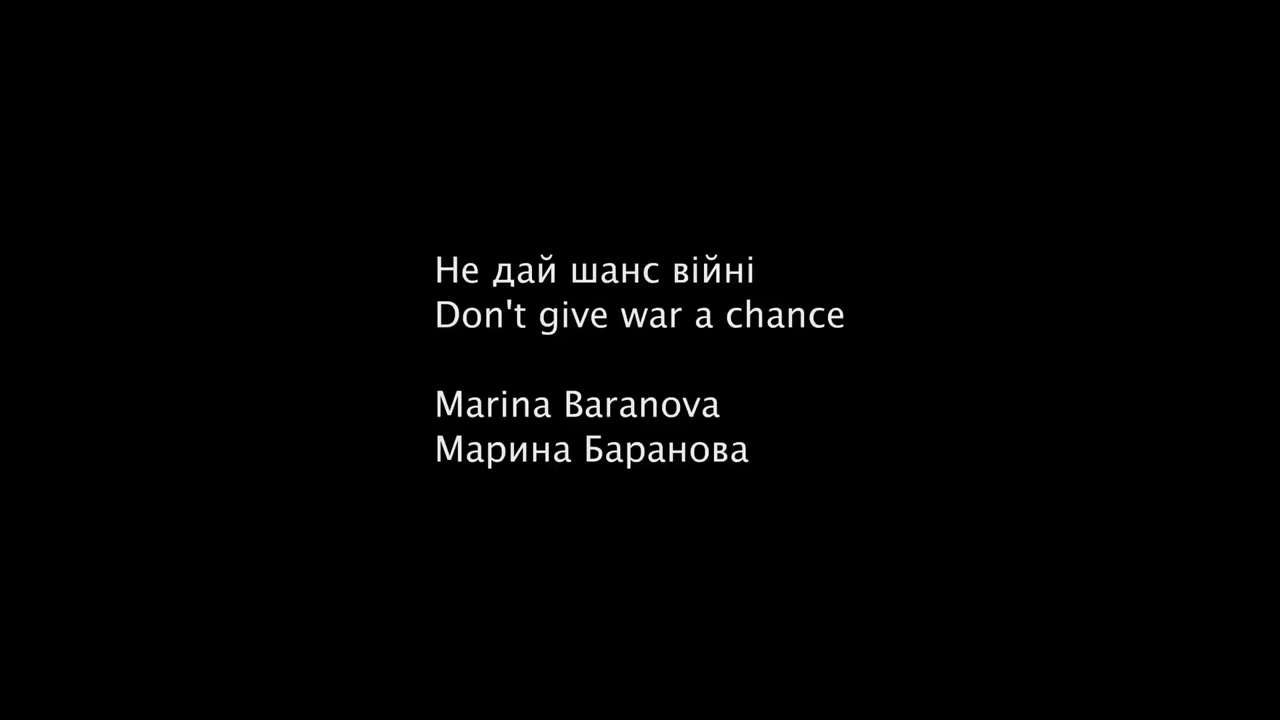 Не дай шанс війні
Don't give war a chance
Marina Baranova
Марина Баранова